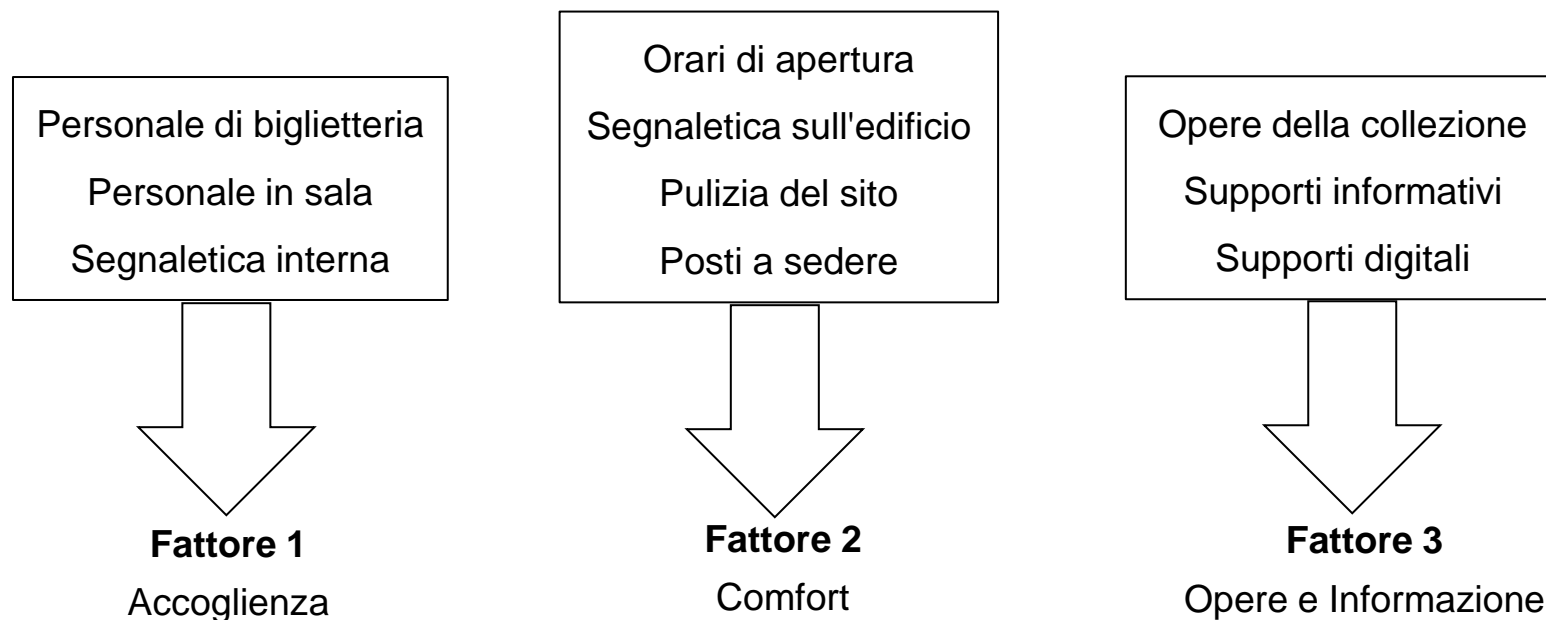 Personale di biglietteria
Personale in sala
Segnaletica interna
Fattore 1
Accoglienza
Orari di apertura
Segnaletica sull'edificio
Pulizia del sito
Posti a sedere
Fattore 2
Comfort
Opere della collezione
Supporti informativi
Supporti digitali
Fattore 3
Opere e Informazione